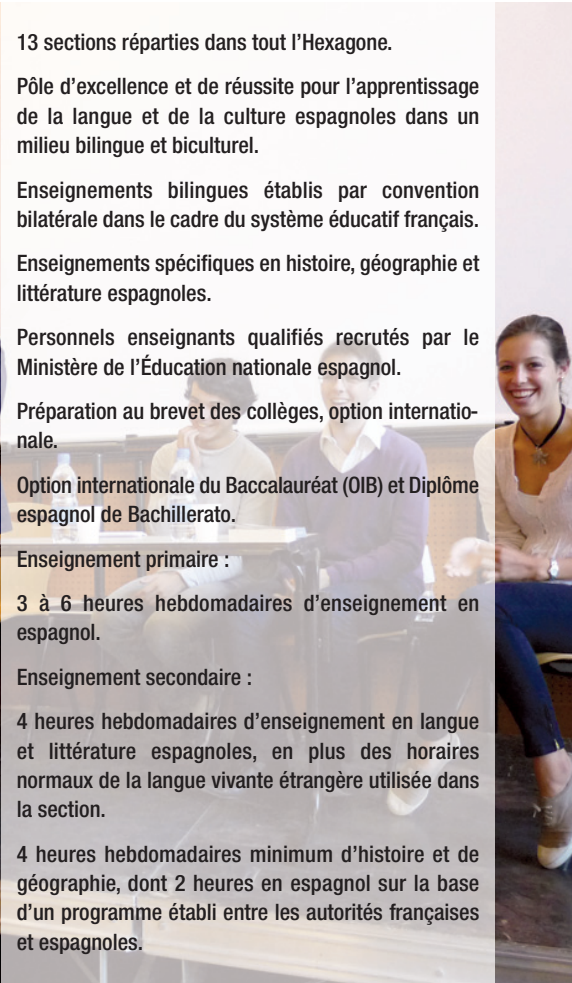 13 sections réparties dans tout l’Hexagone.
Pôle d’excellence et de réussite pour l’apprentissage
de la langue et de la culture espagnoles dans un
milieu bilingue et biculturel.
Enseignements bilingues établis par convention
bilatérale dans le cadre du système éducatif français.
Enseignements spécifiques en histoire, géographie et
littérature espagnoles.
Personnels enseignants qualifiés recrutés par le
Ministère de l’Éducation nationale espagnol.
Préparation au brevet des collèges, option internatio-
nale.
Option internationale du Baccalauréat (OIB) et Diplôme
espagnol de Bachillerato.
Enseignement primaire :
3 à 6 heures hebdomadaires d’enseignement en
espagnol.
Enseignement secondaire :
4 heures hebdomadaires d’enseignement en langue
et littérature espagnoles, en plus des horaires
normaux de la langue vivante étrangère utilisée dans
la section.
4 heures hebdomadaires minimum d’histoire et de
géographie, dont 2 heures en espagnol sur la base
d’un programme établi entre les autorités françaises
et espagnoles.